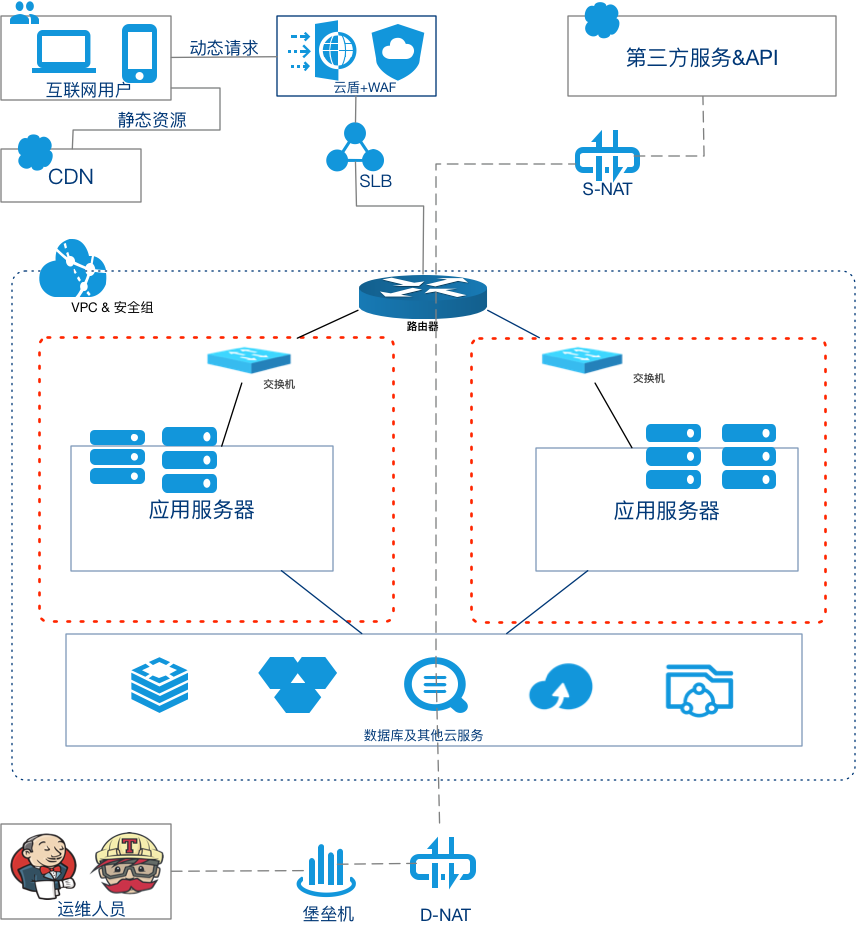 动态请求
互联网用户
云盾+WAF
第三方服务&API
静态资源
CDN
SLB
S-NAT
VPC & 安全组
路由器
交换机
交换机
应用服务器
应用服务器
数据库及其他云服务
T
运维人员
堡垒机
D-NAT